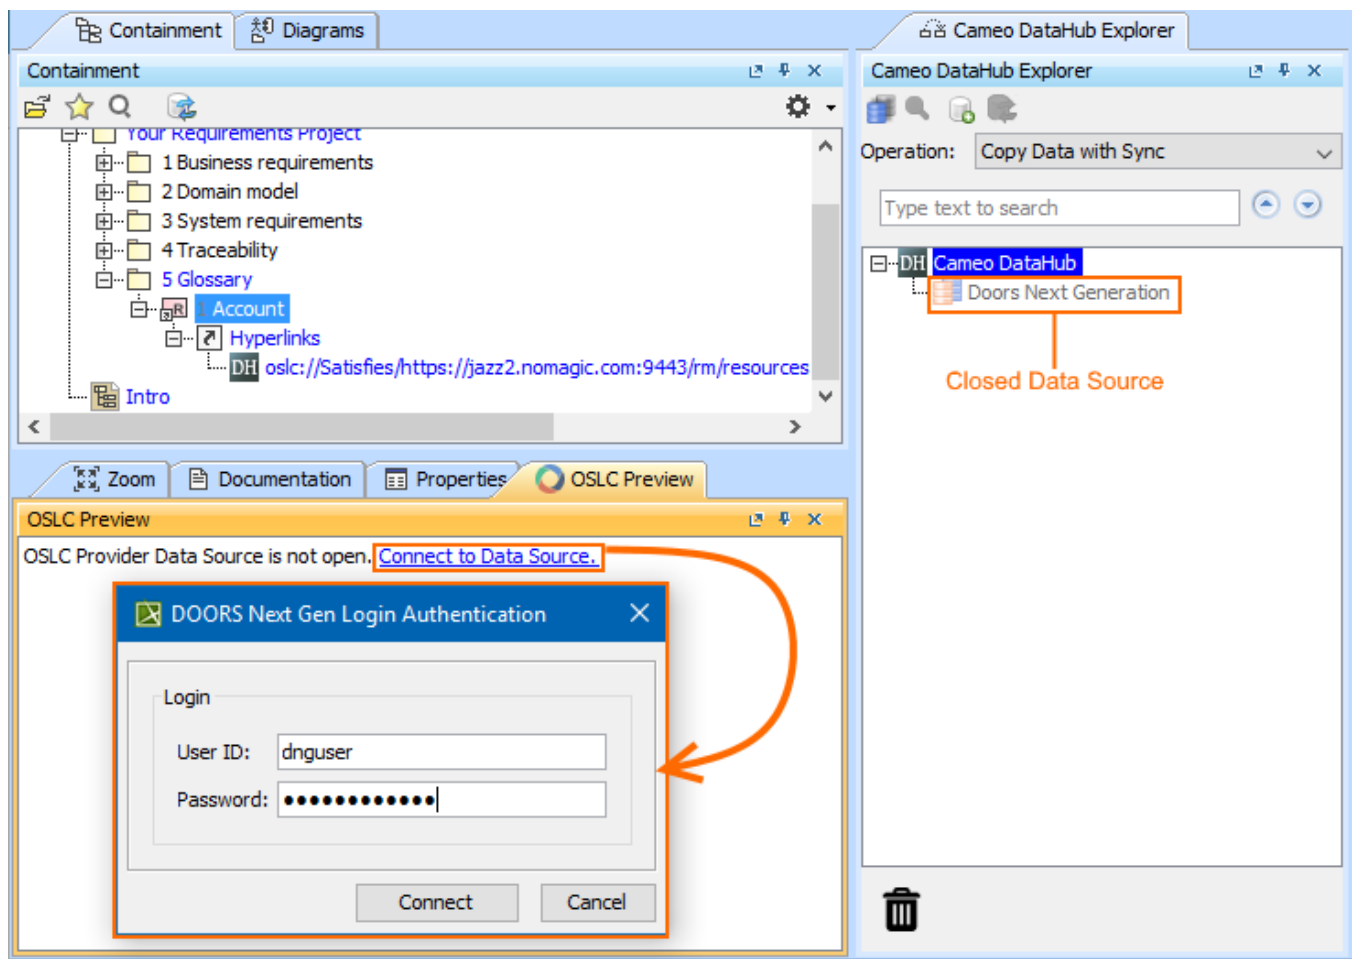 Containment
Diagrams
Containment
Your Requirements Project
1 Business requirements
2 Domain model
3 System requirements
4 Traceability
5 Glossary
1 Account
Hyperlinks
DH oslc://Satisfies/https://jazz2.nomagic.com:9443/rm/resources
Intro
Zoom
Documentation
Properties
OSLC Preview
OSLC Preview
OSLC Provider Data Source is not open. Connect to Data Source.
DOORS Next Gen Login Authentication
Login
User ID: dnguser
Password: ●●●●●●●●●●●●
Connect
Cancel
Cameo DataHub Explorer
Cameo DataHub Explorer
Operation: Copy Data with Sync
Type text to search
DH Cameo DataHub
Doors Next Generation
Closed Data Source